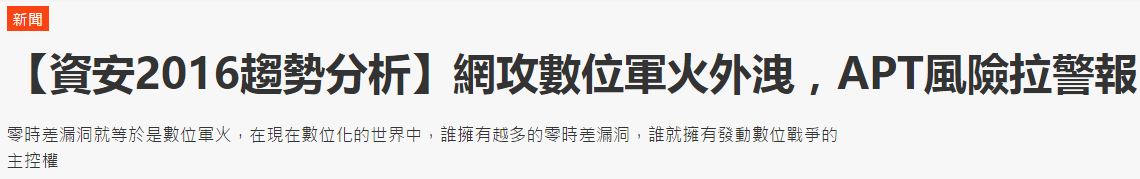 新聞
【資安2016趨勢分析】網攻數位軍火外洩，APT風險拉警報
零時差漏洞就等於是數位軍火，在現在數位化的世界中，誰擁有越多的零時差漏洞，誰就擁有發動數位戰爭的
主控權